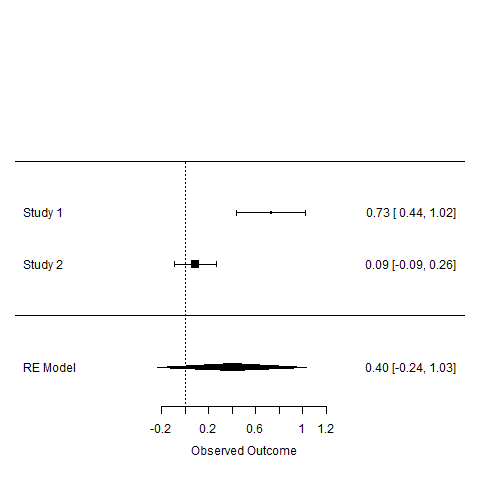 Study 1 0.73 [ 0.44, 1.02]
Study 2 0.09 [-0.09, 0.26]
RE Model 0.40 [-0.24, 1.03]
-0.2 0.2 0.6 1 1.2
Observed Outcome